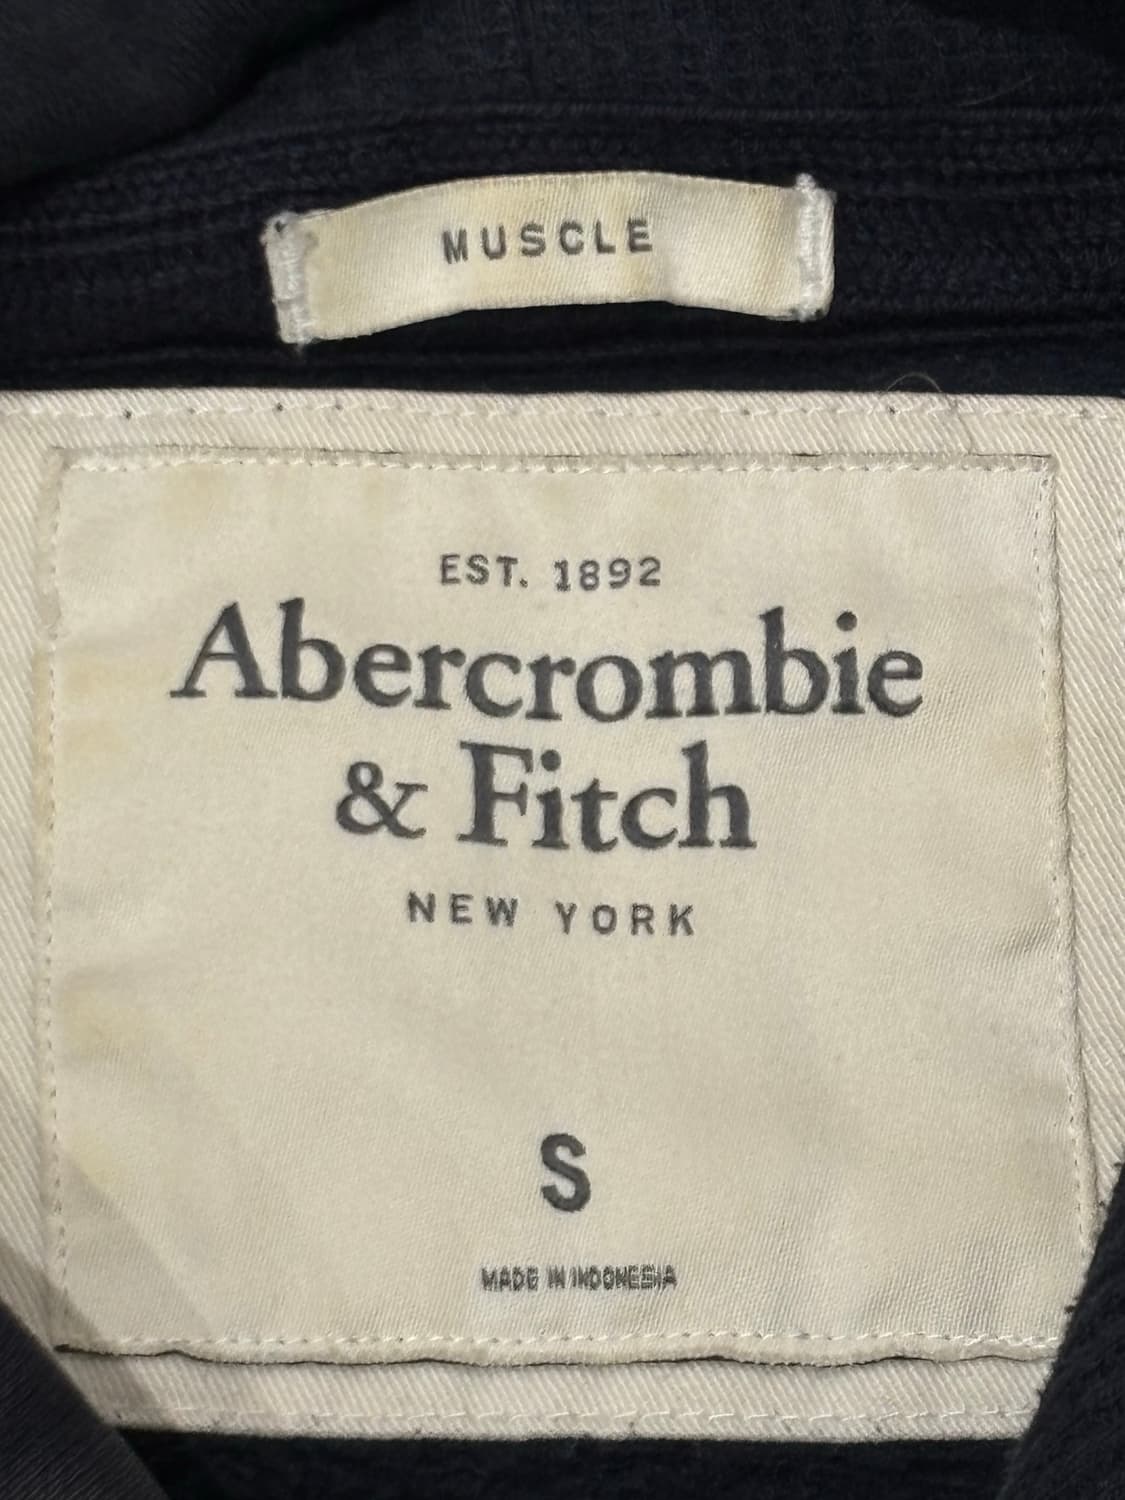 MUSCLE
EST. 1892
Abercrombie
& Fitch
NEW YORK
S
MADE IN INDONESIA